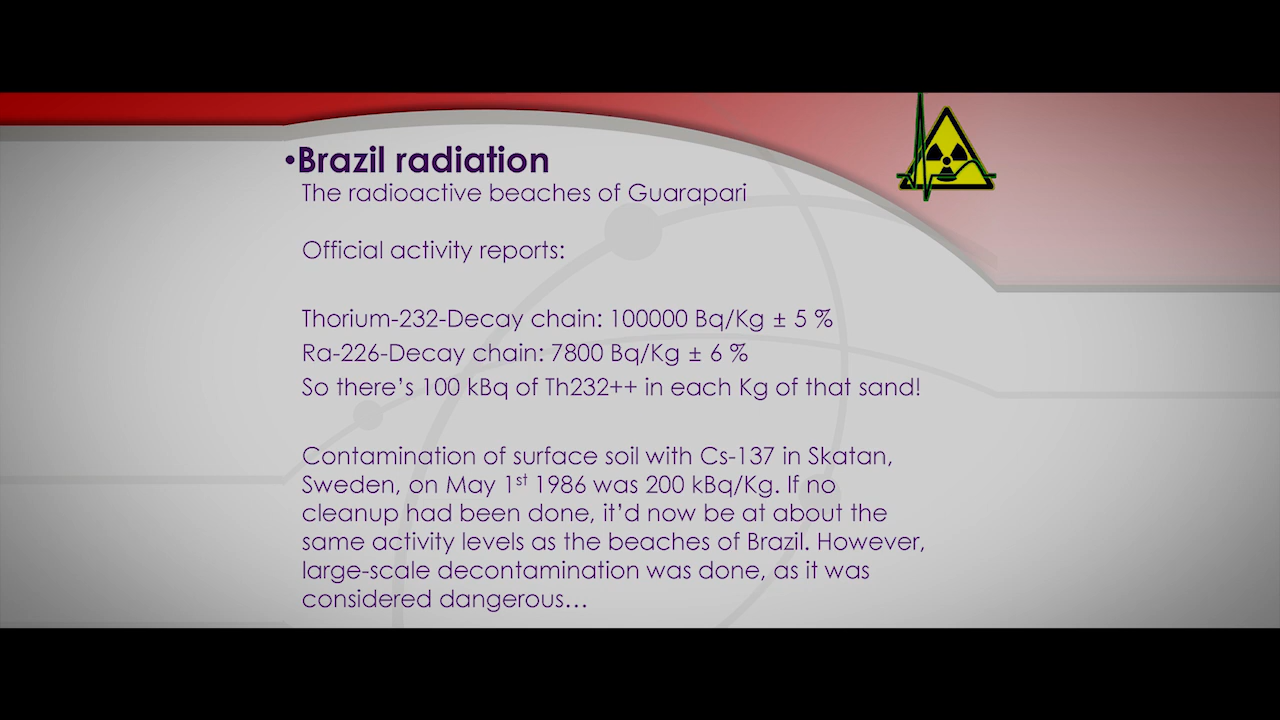 •Brazil radiation
The radioactive beaches of Guarapari
Official activity reports:
Thorium-232-Decay chain: 100000 Bq/Kg ± 5 %
Ra-226-Decay chain: 7800 Bq/Kg ± 6 %
So there’s 100 kBq of Th232++ in each Kg of that sand!
Contamination of surface soil with Cs-137 in Skatan,
Sweden, on May 1st 1986 was 200 kBq/Kg. If no
cleanup had been done, it’d now be at about the
same activity levels as the beaches of Brazil. However,
large-scale decontamination was done, as it was
considered dangerous…